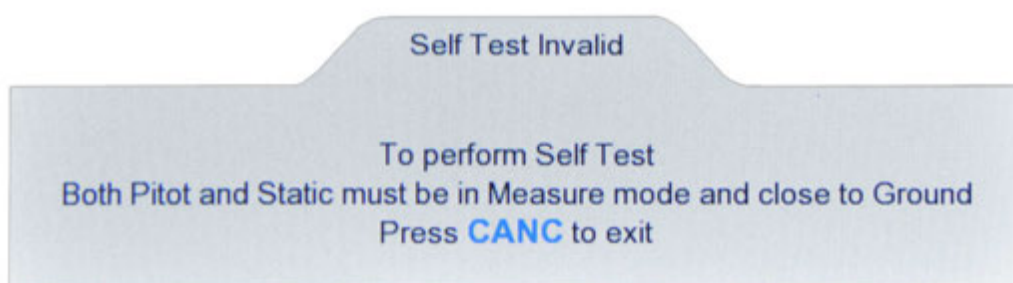 Self Test Invalid
To perform Self Test
Both Pitot and Static must be in Measure mode and close to Ground
Press CANC to exit